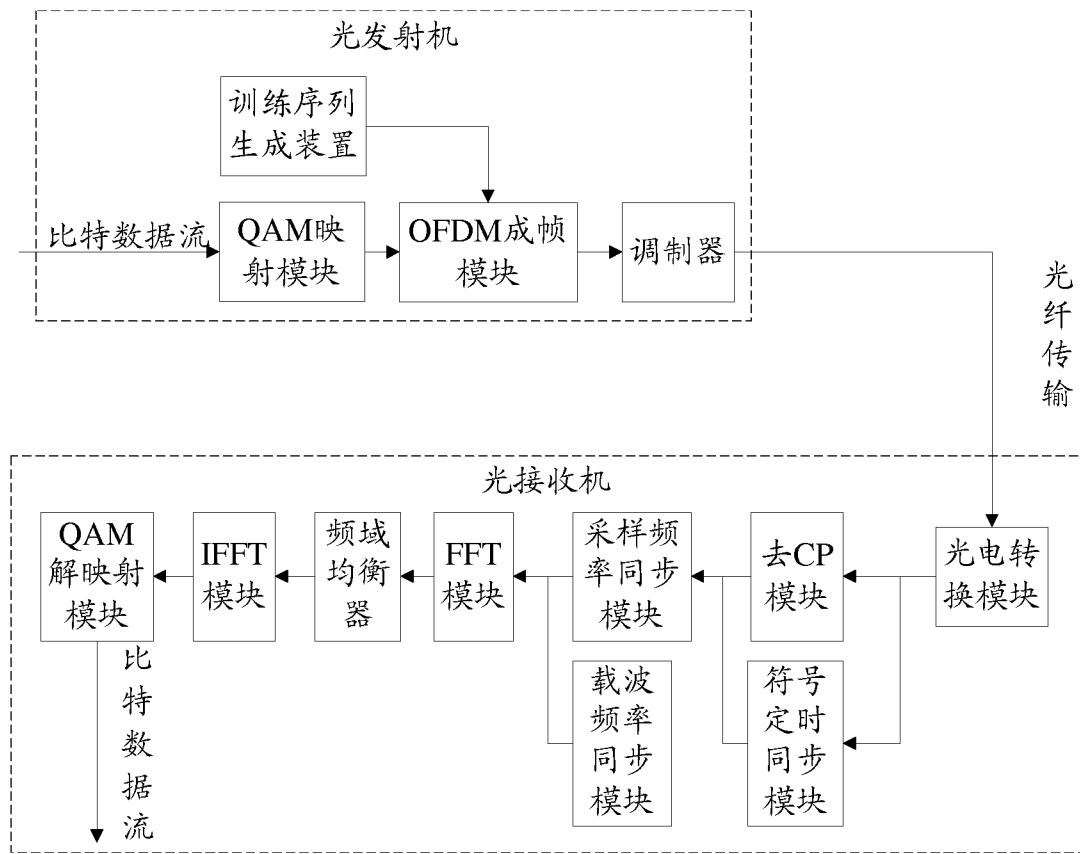 光发射机
训练序列
生成装置
比特数据流
QAM映
射模块
OFDM成帧
模块
调制器
光
纤
传
输
光接收机
QAM
解映射
模块
IFFT
模块
频域
均衡
器
FFT
模块
采样频
率同步
模块
去CP
模块
光电转
换模块
载波
频率
同步
模块
符号
定时
同步
模块
比
特
数
据
流